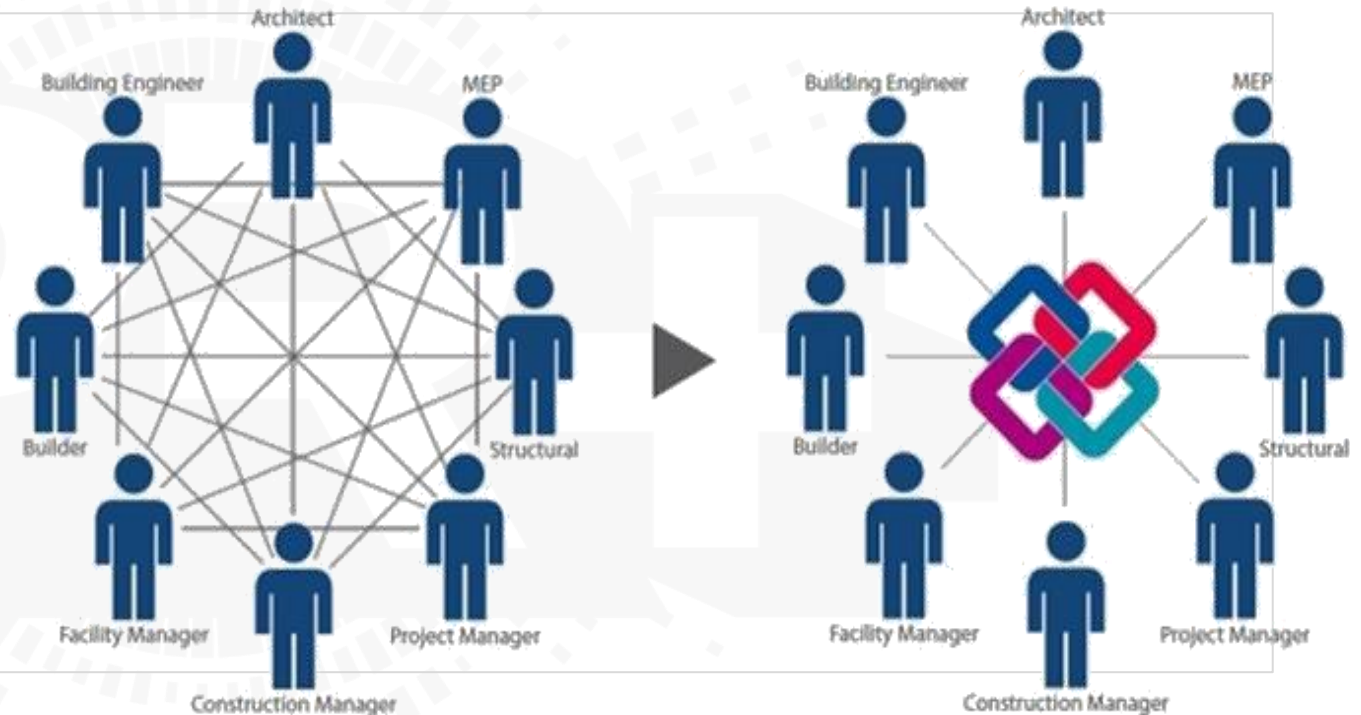 Architect
Building Engineer
MEP
Builder
Structural
Facility Manager
Project Manager
Construction Manager
Architect
Building Engineer
MEP
Builder
Structural
Facility Manager
Project Manager
Construction Manager